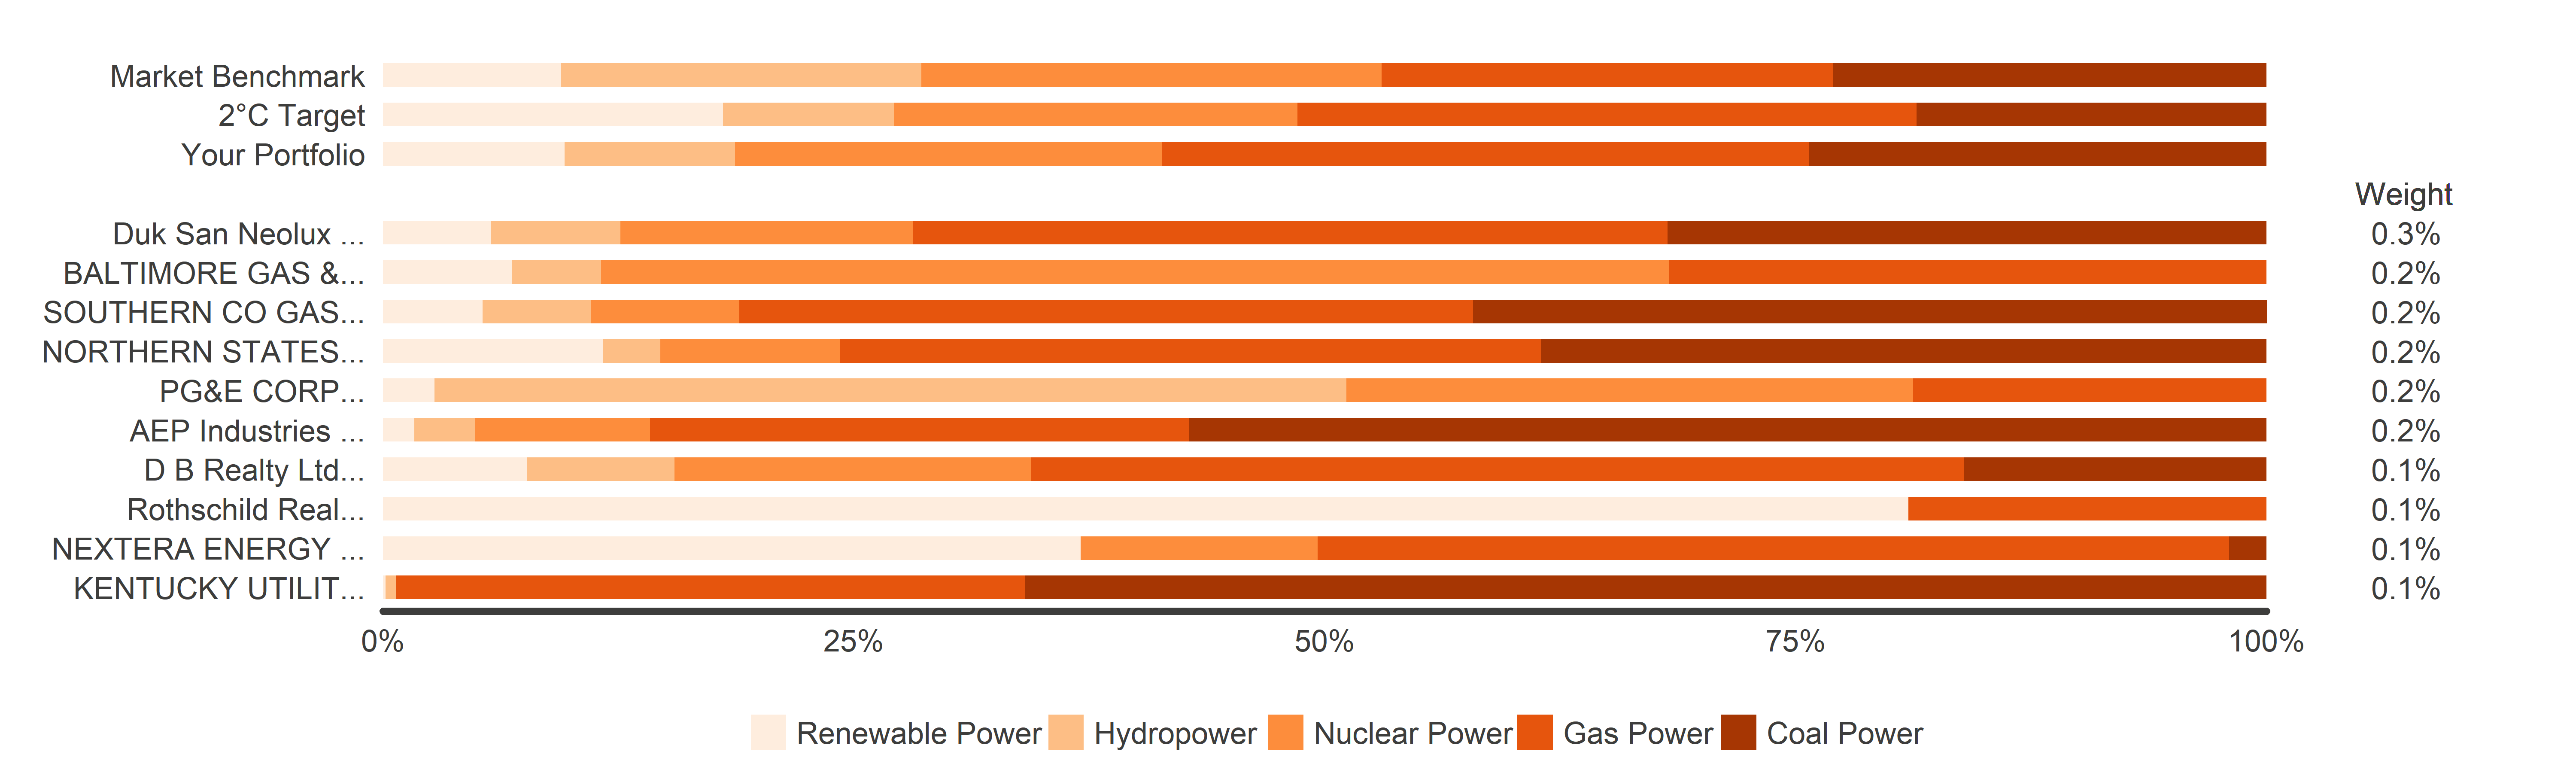 Market Benchmark
2°C Target
Your Portfolio
Weight
Duk San Neolux ... 0.3%
BALTIMORE GAS &... 0.2%
SOUTHERN CO GAS... 0.2%
NORTHERN STATES... 0.2%
PG&E CORP... 0.2%
AEP Industries ... 0.2%
D B Realty Ltd... 0.1%
Rothschild Real... 0.1%
NEXTERA ENERGY ... 0.1%
KENTUCKY UTILIT... 0.1%
0% 25% 50% 75% 100%
Renewable Power Hydropower Nuclear Power Gas Power Coal Power